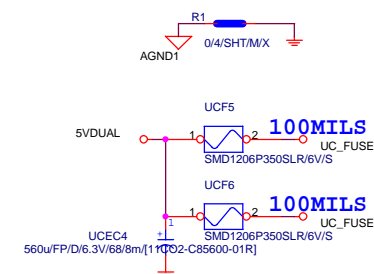 R1
0/4/SHT/M/X
AGND1
UCF5
100MILS
5VDUAL
1
2
UC_FUSE
SMD1206P350SLR/6V/S
UCF6
100MILS
1
2
UC_FUSE
SMD1206P350SLR/6V/S
1
+
UCEC4
560u/FP/D/6.3V/68/8m/[11CO2-C85600-01R]